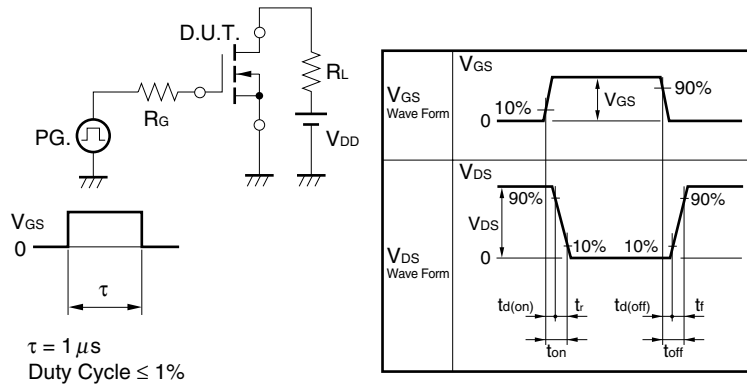 D.U.T.
RL
RG
PG.
VDD
VGS
0
τ
τ = 1 μs
Duty Cycle ≤ 1%
VGS
Wave Form
VGS
10%
VGS
90%
0
VDS
Wave Form
VDS
90%
VDS
10%
10%
90%
0
td(on)
tr
td(off)
tf
ton
toff